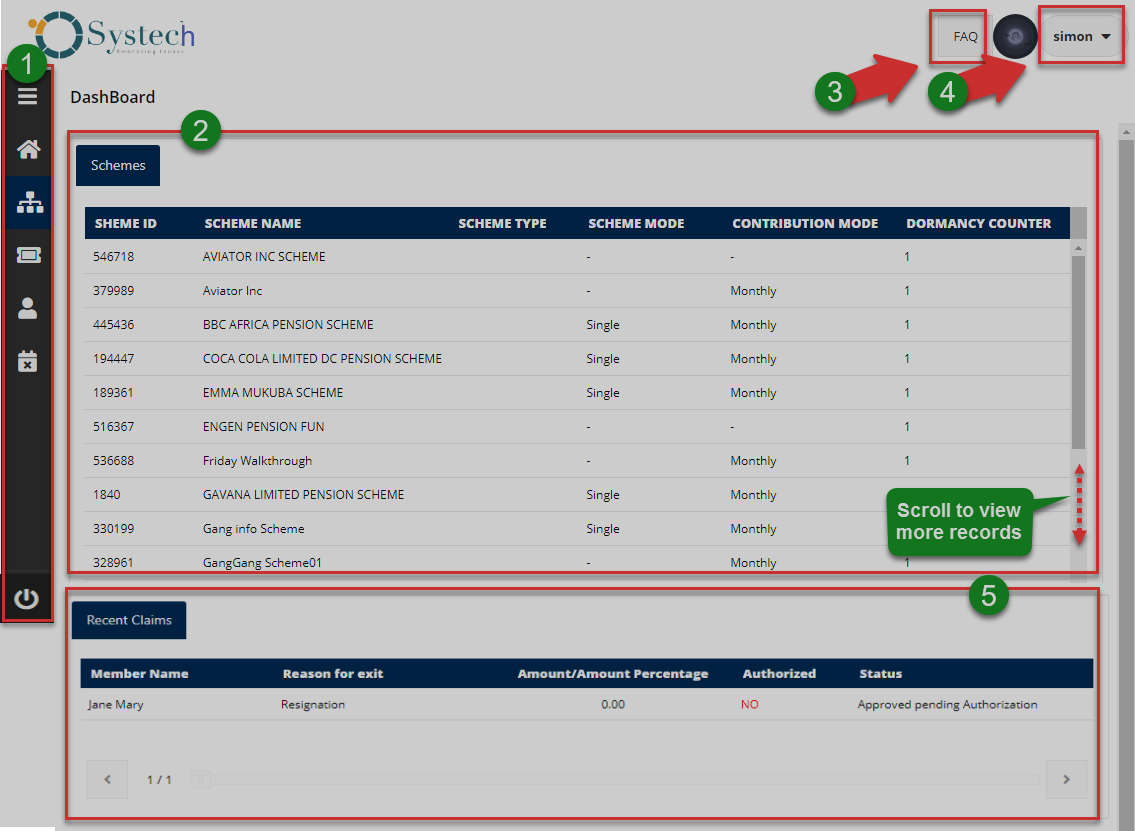 Systech
1
FAQ
simon
3
4
DashBoard
2
Schemes
SHEME ID SCHEME NAME SCHEME TYPE SCHEME MODE CONTRIBUTION MODE DORMANCY COUNTER
546718 AVIATOR INC SCHEME - - 1
379989 Aviator Inc - Monthly 1
445436 BBC AFRICA PENSION SCHEME Single Monthly 1
194447 COCA COLA LIMITED DC PENSION SCHEME Single Monthly 1
189361 EMMA MUKUBA SCHEME Single Monthly 1
516367 ENGEN PENSION FUN - - 1
536688 Friday Walkthrough - Monthly 1
1840 GAVANA LIMITED PENSION SCHEME Single Monthly
330199 Gang info Scheme Single Monthly
328961 GangGang Scheme01 - Monthly 1
Scroll to view
more records
5
Recent Claims
Member Name Reason for exit Amount/Amount Percentage Authorized Status
Jane Mary Resignation 0.00 NO Approved pending Authorization
< 1 / 1 >